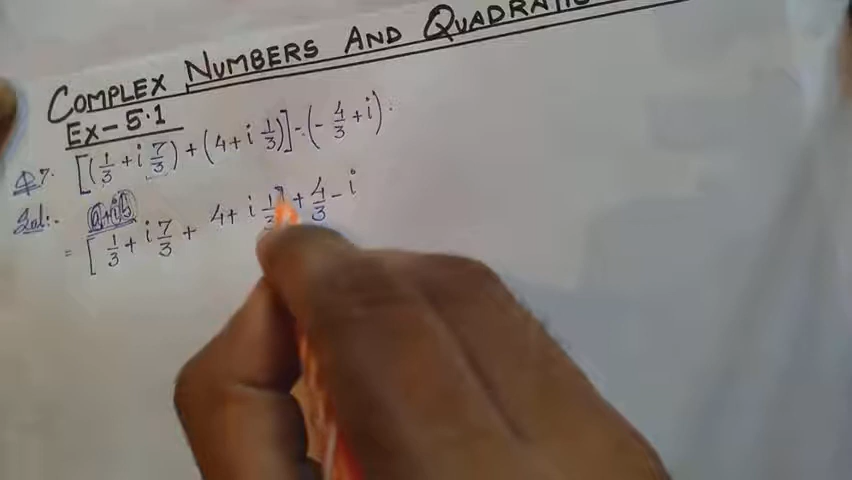 COMPLEX NUMBERS AND QUADRATIC
Ex-5.1
Q7. [(1/3 + i 7/3) + (4 + i 1/3)] - (-4/3 + i).
Sol:- a+ib
= [1/3 + i 7/3 + 4 + i 1/3] + 4/3 - i